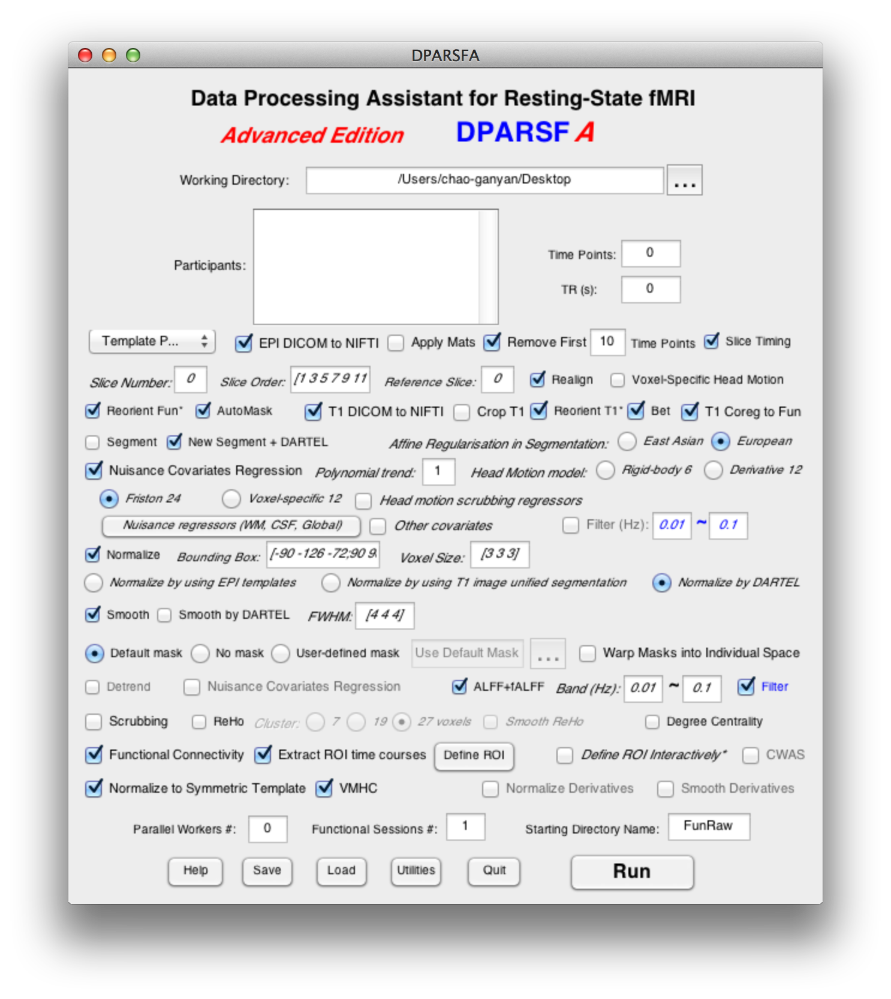 DPARSFA
Data Processing Assistant for Resting-State fMRI
Advanced Edition DPARSF A
Working Directory: /Users/chao-ganyan/Desktop ...
Participants:
Time Points: 0
TR (s): 0
Template P... EPI DICOM to NIFTI Apply Mats Remove First 10 Time Points Slice Timing
Slice Number: 0 Slice Order: [1 3 5 7 9 11 Reference Slice: 0 Realign Voxel-Specific Head Motion
Reorient Fun* AutoMask T1 DICOM to NIFTI Crop T1 Reorient T1* Bet T1 Coreg to Fun
Segment New Segment + DARTEL Affine Regularisation in Segmentation: East Asian European
Nuisance Covariates Regression Polynomial trend: 1 Head Motion model: Rigid-body 6 Derivative 12
Friston 24 Voxel-specific 12 Head motion scrubbing regressors
Nuisance regressors (WM, CSF, Global) Other covariates Filter (Hz): 0.01 ~ 0.1
Normalize Bounding Box: [-90 -126 -72;90 9 Voxel Size: [3 3 3]
Normalize by using EPI templates Normalize by using T1 image unified segmentation Normalize by DARTEL
Smooth Smooth by DARTEL FWHM: [4 4 4]
Default mask No mask User-defined mask Use Default Mask ... Warp Masks into Individual Space
Detrend Nuisance Covariates Regression ALFF+fALFF Band (Hz): 0.01 ~ 0.1 Filter
Scrubbing ReHo Cluster: 7 19 27 voxels Smooth ReHo Degree Centrality
Functional Connectivity Extract ROI time courses Define ROI Define ROI Interactively* CWAS
Normalize to Symmetric Template VMHC Normalize Derivatives Smooth Derivatives
Parallel Workers #: 0 Functional Sessions #: 1 Starting Directory Name: FunRaw
Help Save Load Utilities Quit Run